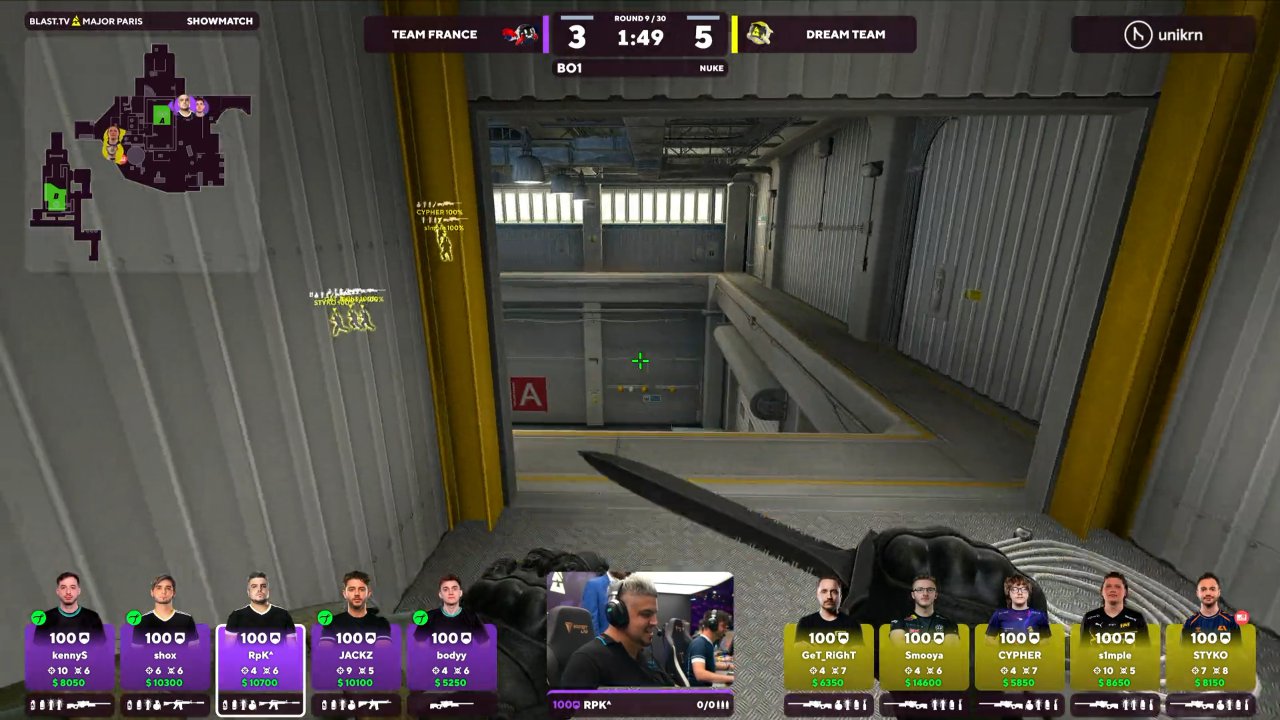 BLAST.TV MAJOR PARIS SHOWMATCH
TEAM FRANCE
3
ROUND 9 / 30
1:49
5
DREAM TEAM
unikrn
BO1 NUKE
A
B
CYPHER 100%
s1mple 100%
STYKO
A
100 100 100 100 100
kennyS shox RpK^ JACKZ bodyy
10 6 6 6 4 6 9 5 4 6
$8050 $10300 $10700 $10100 $5250
100 RPK^ 0/0
100 100 100 100 100
GeT_RiGhT Smooya CYPHER s1mple STYKO
4 7 4 6 4 7 10 5 7 8
$6350 $14600 $5850 $8650 $8150